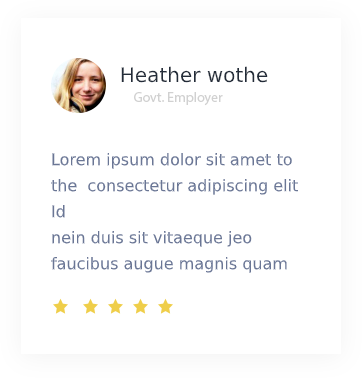 Heather wothe
Govt. Employer
Lorem ipsum dolor sit amet to
the  consectetur adipiscing elit
Id
nein duis sit vitaeque jeo
faucibus augue magnis quam